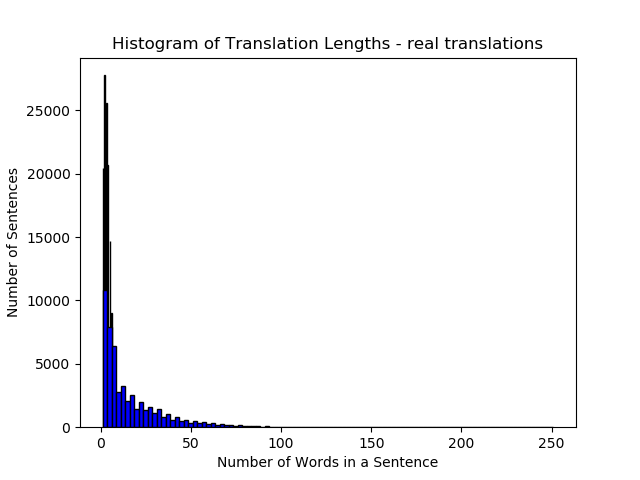 Histogram of Translation Lengths - real translations
Number of Sentences
25000
20000
15000
10000
5000
0
0 50 100 150 200 250
Number of Words in a Sentence